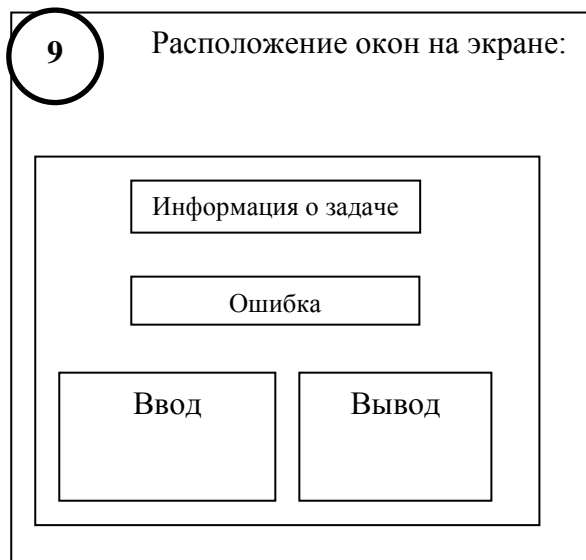 9
Расположение окон на экране:
Информация о задаче
Ошибка
Ввод
Вывод